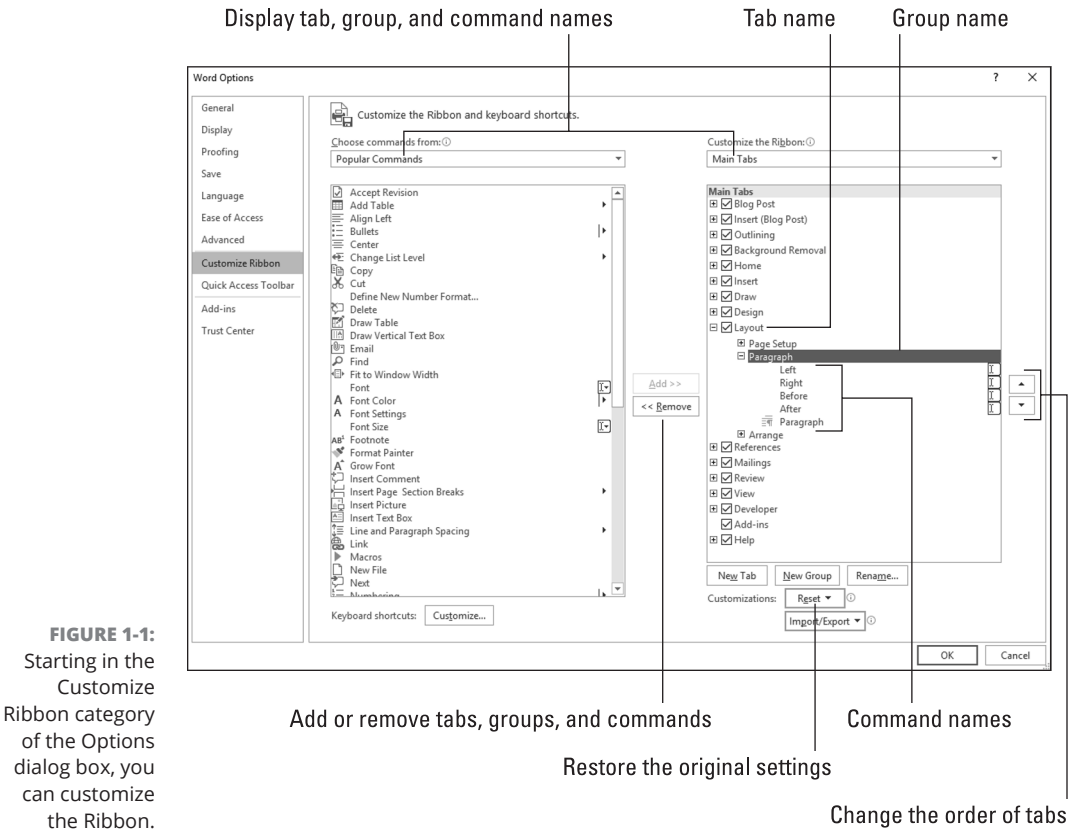 Display tab, group, and command names
Tab name
Group name
Word Options
?
General
Display
Proofing
Save
Language
Ease of Access
Advanced
Customize Ribbon
Quick Access Toolbar
Add-ins
Trust Center
Customize the Ribbon and keyboard shortcuts.
Choose commands from:
Popular Commands
Accept Revision
Add Table
Align Left
Bullets
Center
Change List Level
Copy
Cut
Define New Number Format...
Delete
Draw Table
Draw Vertical Text Box
Email
Find
Fit to Window Width
Font
Font Color
Font Settings
Font Size
Footnote
Format Painter
Grow Font
Insert Comment
Insert Page Section Breaks
Insert Picture
Insert Text Box
Line and Paragraph Spacing
Link
Macros
New File
Next
Numbering
Keyboard shortcuts: Customize...
Add >>
<< Remove
Customize the Ribbon:
Main Tabs
Main Tabs
Blog Post
Insert (Blog Post)
Outlining
Background Removal
Home
Insert
Draw
Design
Layout
Page Setup
Paragraph
Left
Right
Before
After
Paragraph
Arrange
References
Mailings
Review
View
Developer
Add-ins
Help
New Tab New Group Rename...
Customizations: Reset
Import/Export
OK Cancel
Add or remove tabs, groups, and commands
Command names
Restore the original settings
Change the order of tabs
FIGURE 1-1:
Starting in the
Customize
Ribbon category
of the Options
dialog box, you
can customize
the Ribbon.